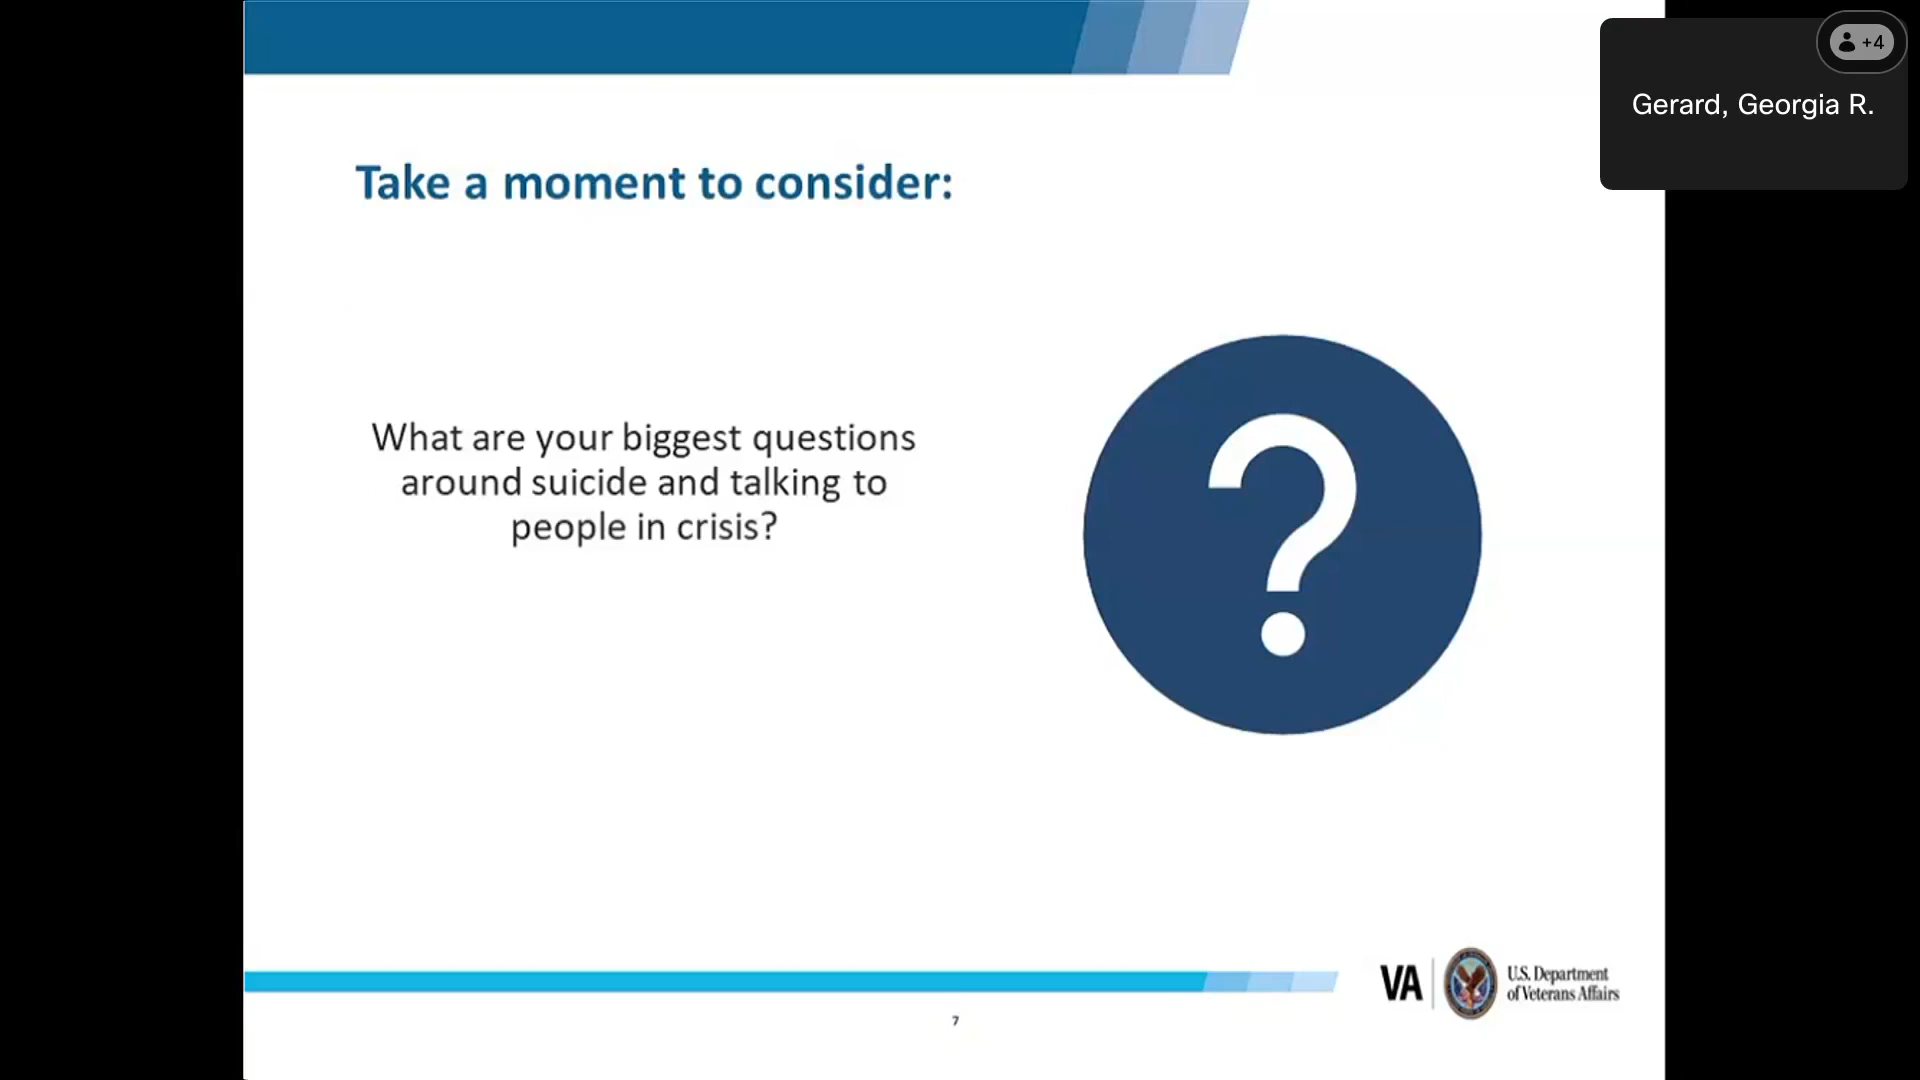 +4
Gerard, Georgia R.
Take a moment to consider:
What are your biggest questions
around suicide and talking to
people in crisis?
?
VA
U.S. Department
of Veterans Affairs
7